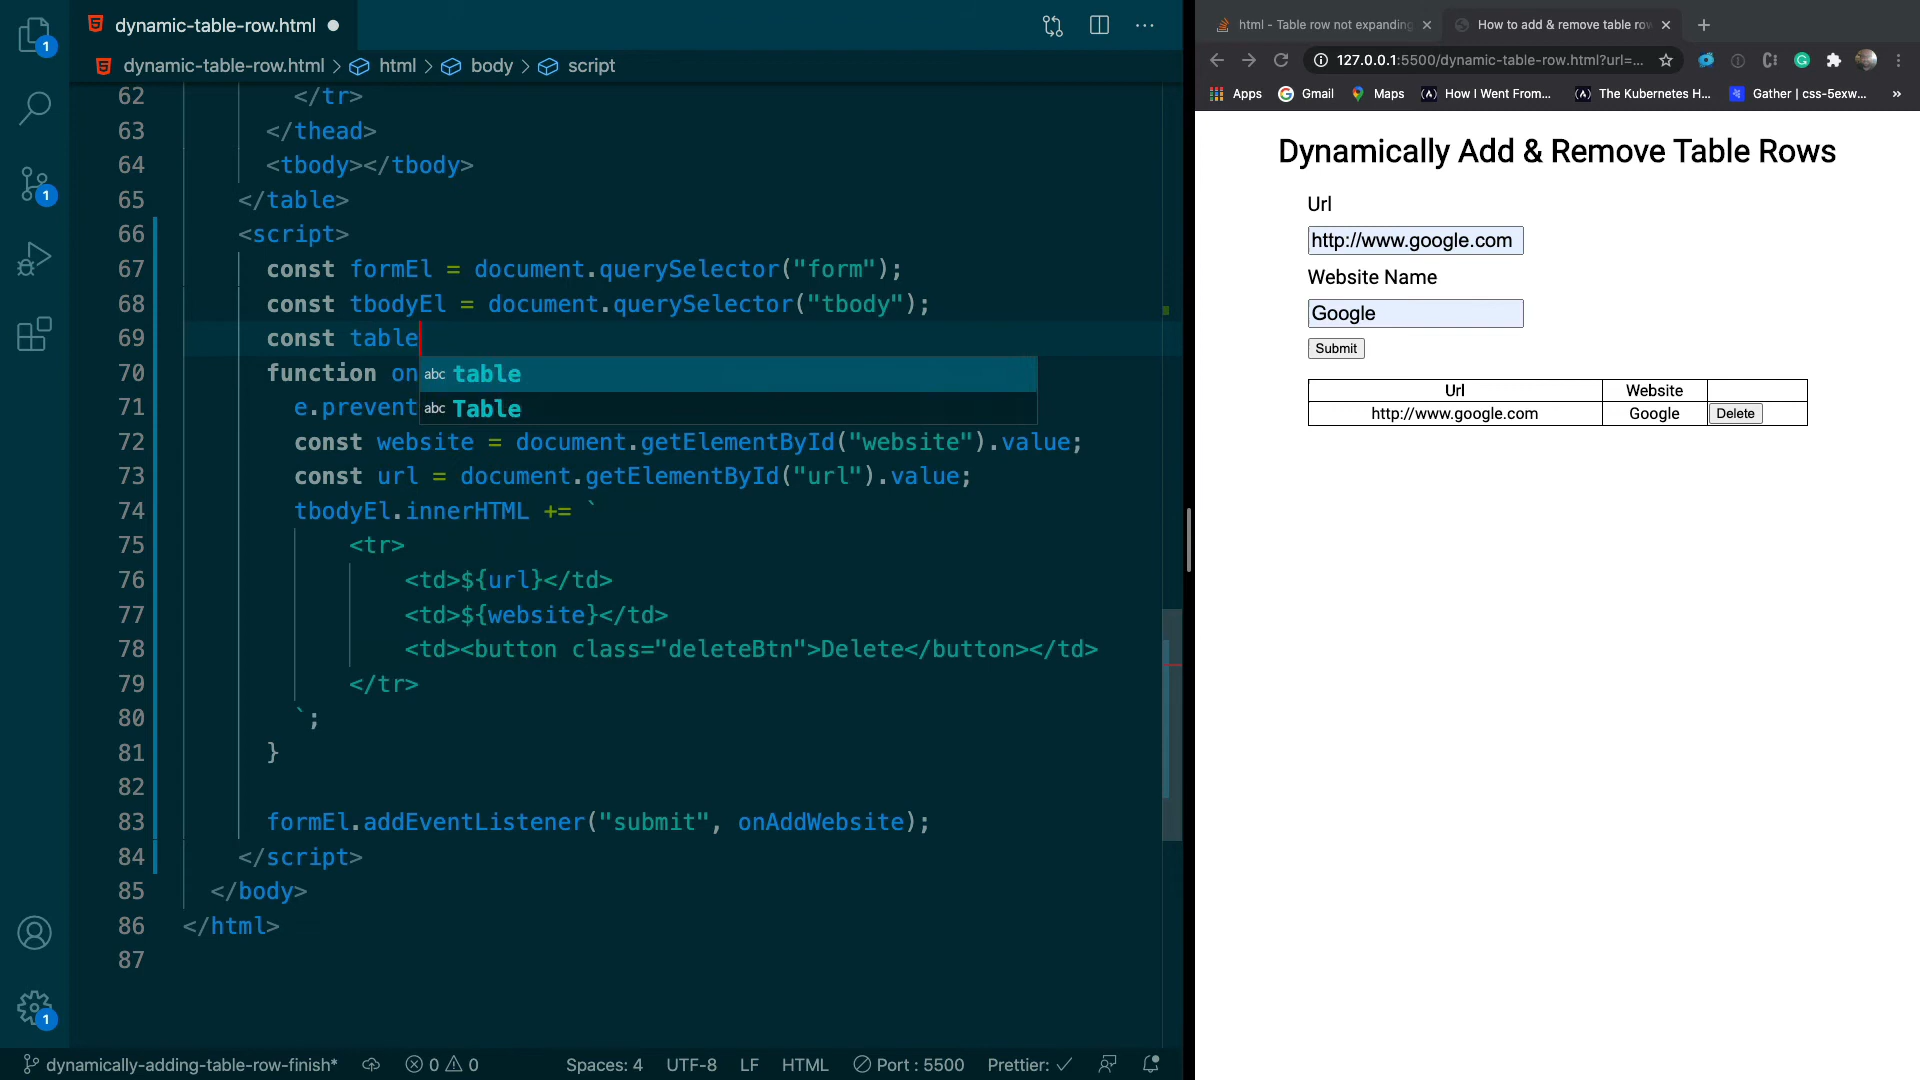 dynamic-table-row.html
dynamic-table-row.html > html > body > script
62 </tr>
63 </thead>
64 <tbody></tbody>
65 </table>
66 <script>
67 const formEl = document.querySelector("form");
68 const tbodyEl = document.querySelector("tbody");
69 const table
70 function on
71 e.prevent
abc table
abc Table
72 const website = document.getElementById("website").value;
73 const url = document.getElementById("url").value;
74 tbodyEl.innerHTML += `
75 <tr>
76 <td>${url}</td>
77 <td>${website}</td>
78 <td><button class="deleteBtn">Delete</button></td>
79 </tr>
80 `;
81 }
82
83 formEl.addEventListener("submit", onAddWebsite);
84 </script>
85 </body>
86 </html>
87
1
1
1
dynamically-adding-table-row-finish* 0 0 Spaces: 4 UTF-8 LF HTML Port : 5500 Prettier: ✓
html - Table row not expanding How to add & remove table row
127.0.0.1:5500/dynamic-table-row.html?url=...
Apps Gmail Maps How I Went From... The Kubernetes H... Gather | css-5exw... »
Dynamically Add & Remove Table Rows
Url
http://www.google.com
Website Name
Google
Submit
Url Website
http://www.google.com Google Delete